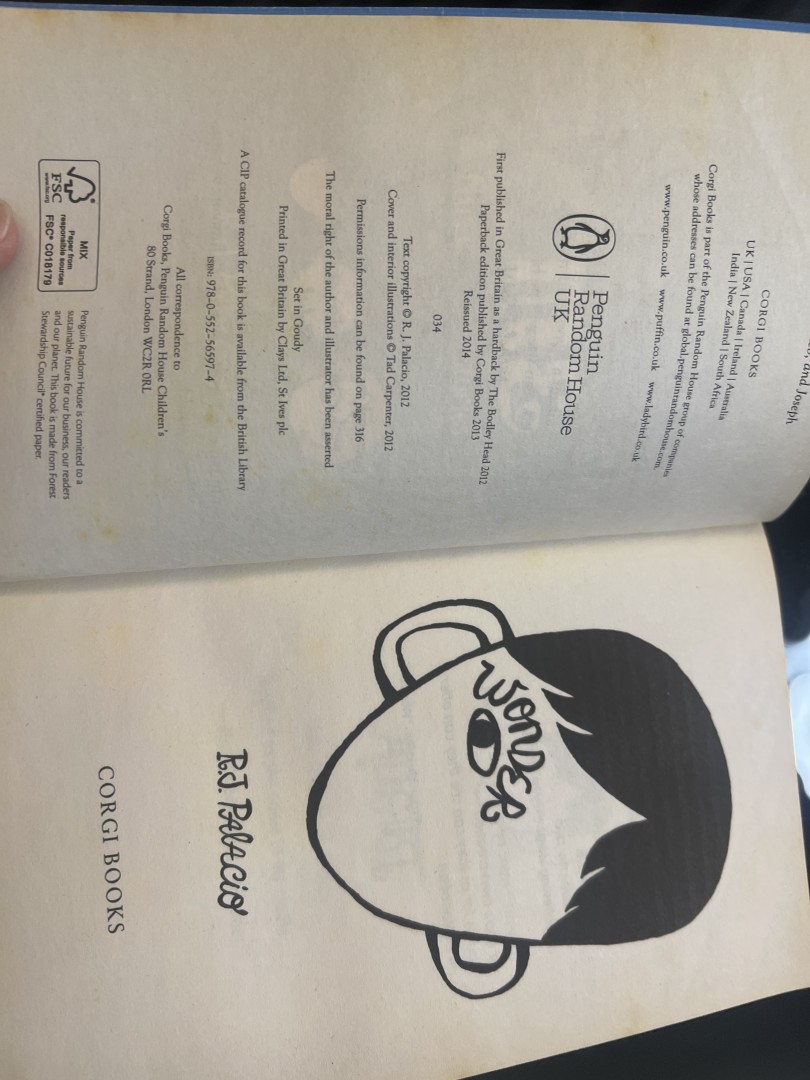 and Joseph
CORGI BOOKS
UK | USA | Canada | Ireland | Australia
India | New Zealand | South Africa
Corgi Books is part of the Penguin Random House group of companies
whose addresses can be found at global.penguinrandomhouse.com.
www.penguin.co.uk www.puffin.co.uk www.ladybird.co.uk
Penguin
Random House
UK
First published in Great Britain as a hardback by The Bodley Head 2012
Paperback edition published by Corgi Books 2013
Reissued 2014
034
Text copyright © R. J. Palacio, 2012
Cover and interior illustrations © Tad Carpenter, 2012
Permissions information can be found on page 316
The moral right of the author and illustrator has been asserted
Set in Goudy
Printed in Great Britain by Clays Ltd, St Ives plc
A CIP catalogue record for this book is available from the British Library
ISBN: 978-0-552-56597-4
All correspondence to
Corgi Books, Penguin Random House Children's
80 Strand, London WC2R 0RL
FSC
www.fsc.org
MIX
Paper from
responsible sources
FSC® C018179
Penguin Random House is committed to a
sustainable future for our business, our readers
and our planet. This book is made from Forest
Stewardship Council® certified paper.
WONDER
R.J. PALACIO
CORGI BOOKS